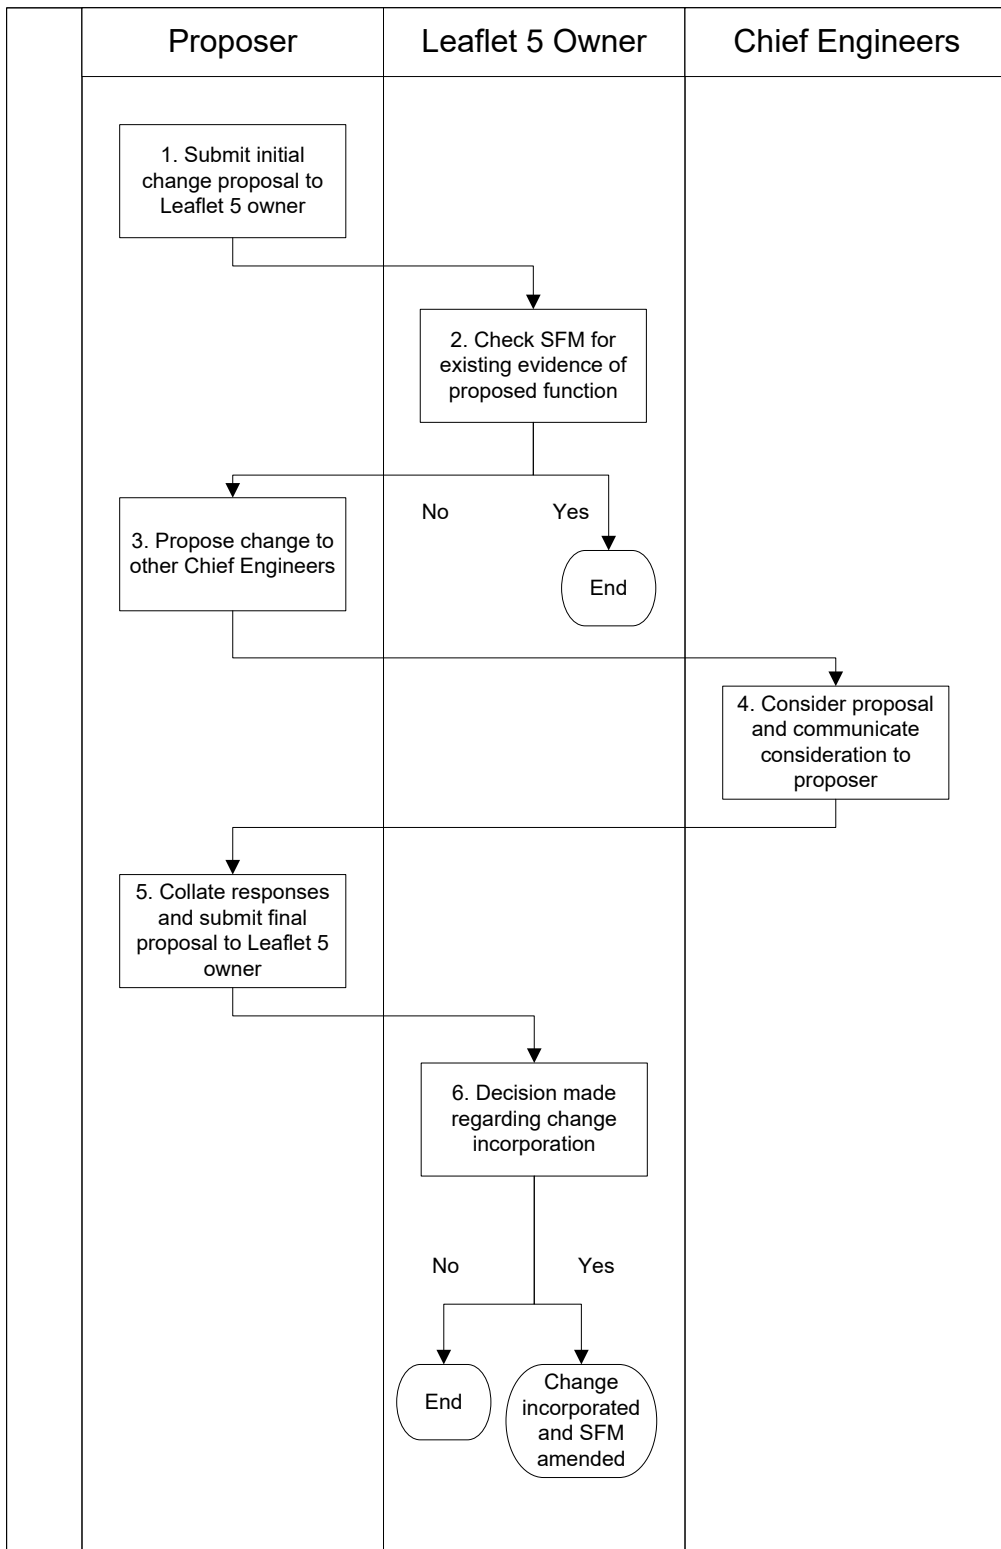 Proposer
Leaflet 5 Owner
Chief Engineers
1. Submit initial
change proposal to
Leaflet 5 owner
2. Check SFM for
existing evidence of
proposed function
No
Yes
3. Propose change to
other Chief Engineers
End
4. Consider proposal
and communicate
consideration to
proposer
5. Collate responses
and submit final
proposal to Leaflet 5
owner
6. Decision made
regarding change
incorporation
No
Yes
End
Change
incorporated
and SFM
amended